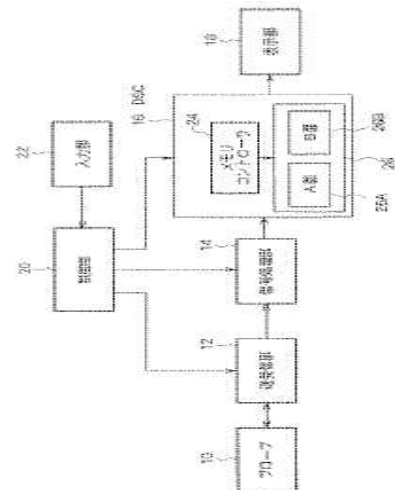 22
入力部
20
制御部
16 DSC
18
24
メモリ
コントローラ
10
プローブ
12
送受信部
14
信号処理部
表示部
A部
B部
26A
26B
26